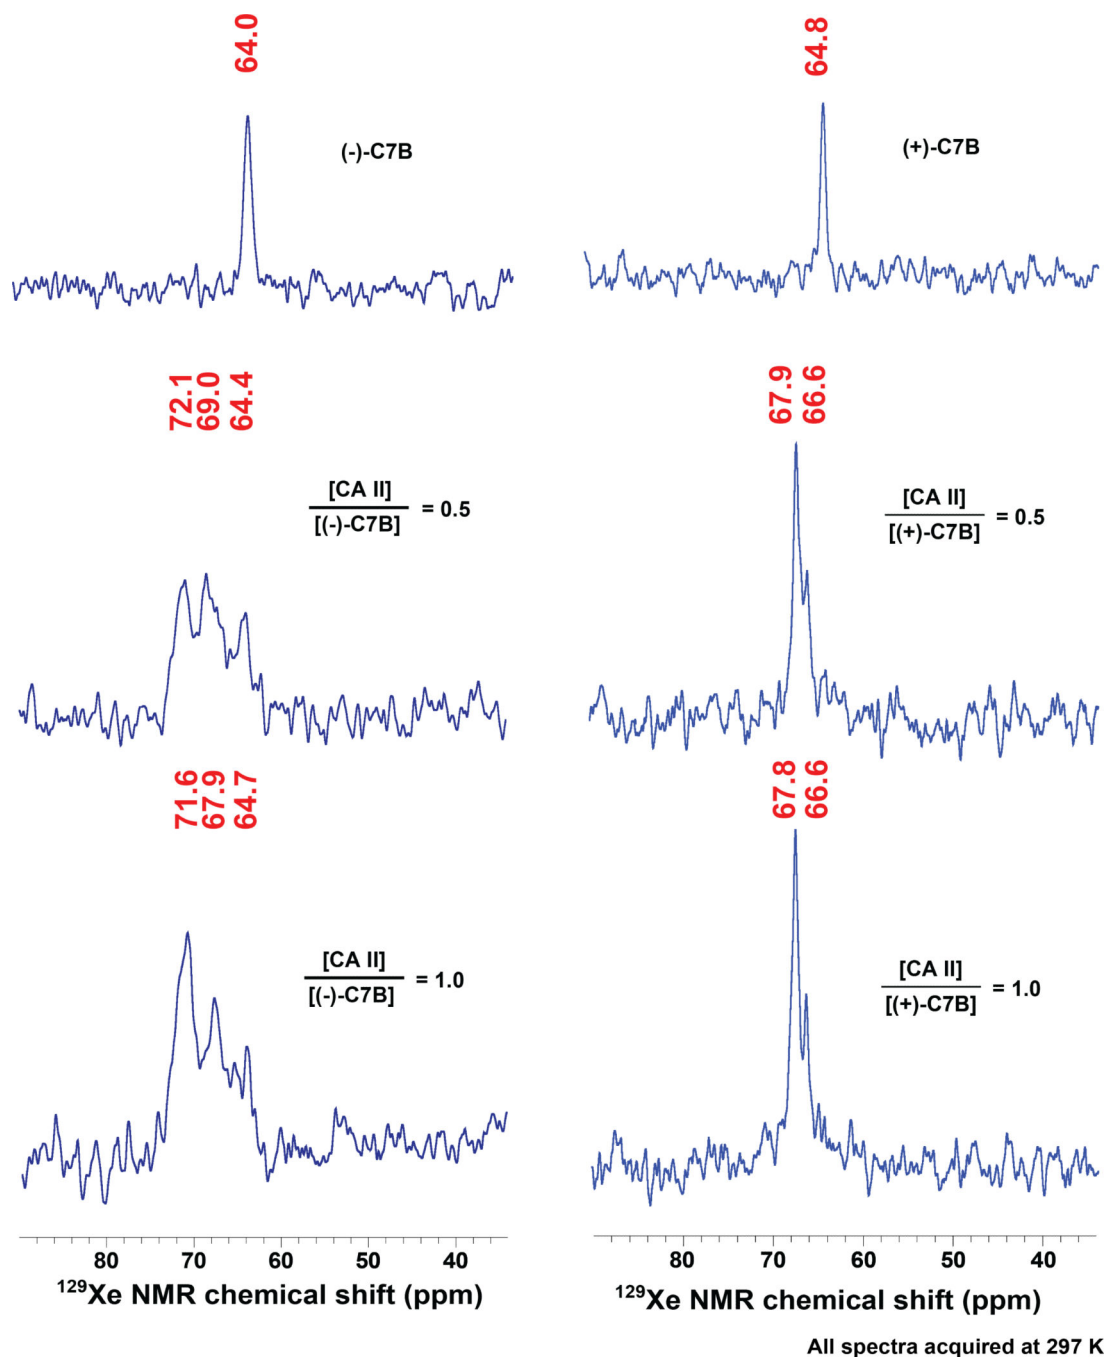 64.0
(-)-C7B
64.8
(+)-C7B
72.1
69.0
64.4
[CA II]
[(-)-C7B]
= 0.5
67.9
66.6
[CA II]
[(+)-C7B]
= 0.5
71.6
67.9
64.7
[CA II]
[(-)-C7B]
= 1.0
67.8
66.6
[CA II]
[(+)-C7B]
= 1.0
80 70 60 50 40
129Xe NMR chemical shift (ppm)
80 70 60 50 40
129Xe NMR chemical shift (ppm)
All spectra acquired at 297 K